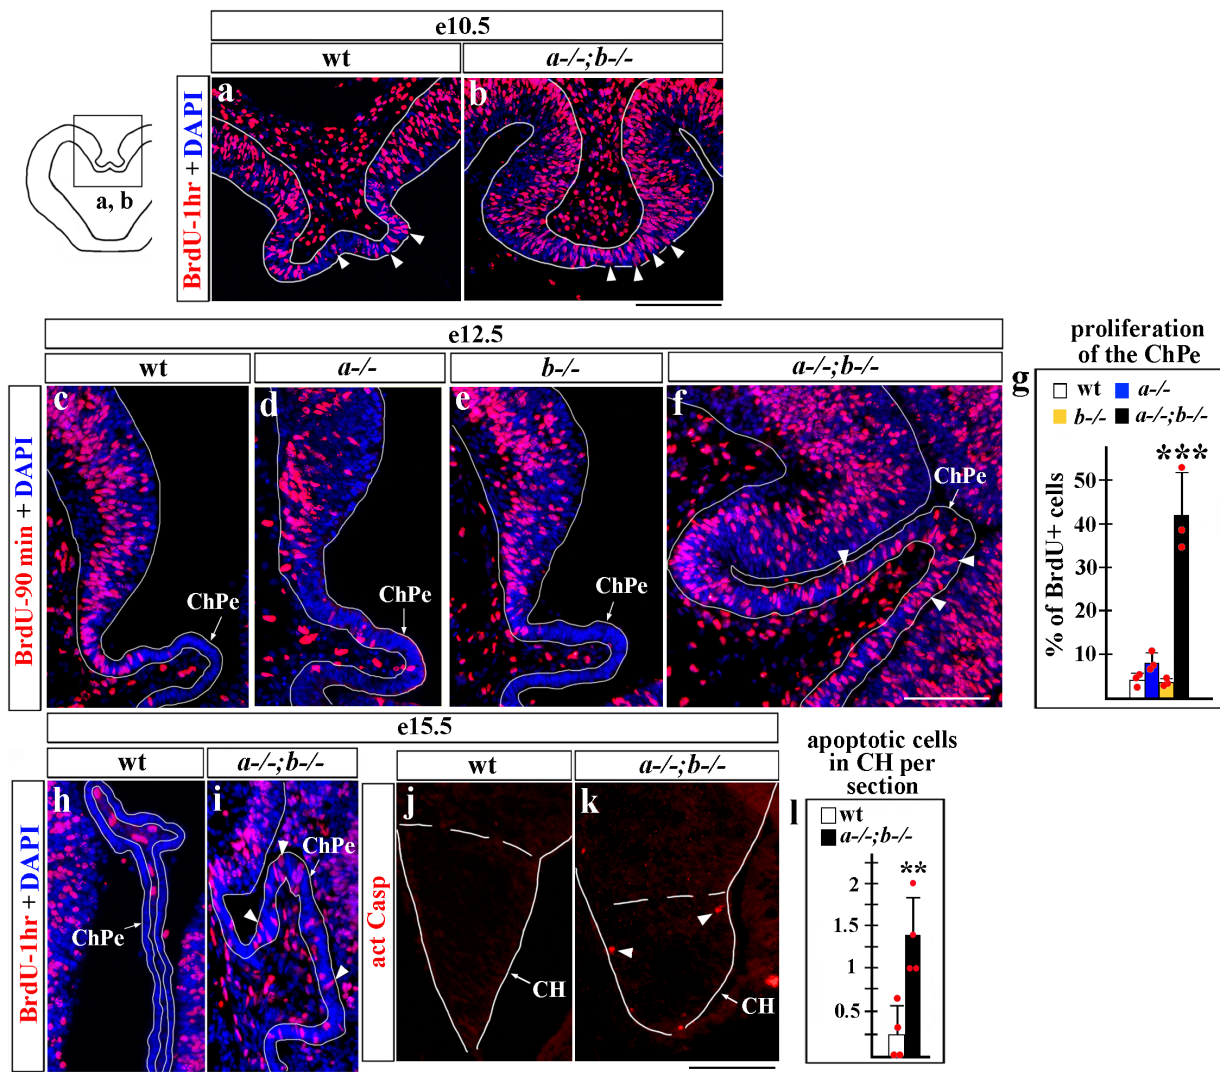 e10.5
wt
a-/-;b-/-
BrdU-1hr + DAPI
a
b
a, b
e12.5
wt
a-/-
b-/-
a-/-;b-/-
BrdU-90 min + DAPI
c
d
e
f
ChPe
ChPe
ChPe
ChPe
proliferation
of the ChPe
g
wt
a-/-
b-/-
a-/-;b-/-
***
% of BrdU+ cells
50
40
30
20
10
e15.5
wt
a-/-;b-/-
wt
a-/-;b-/-
BrdU-1hr + DAPI
h
i
ChPe
ChPe
act Casp
j
k
CH
CH
apoptotic cells
in CH per
section
l
wt
a-/-;b-/-
**
2
1.5
1
0.5